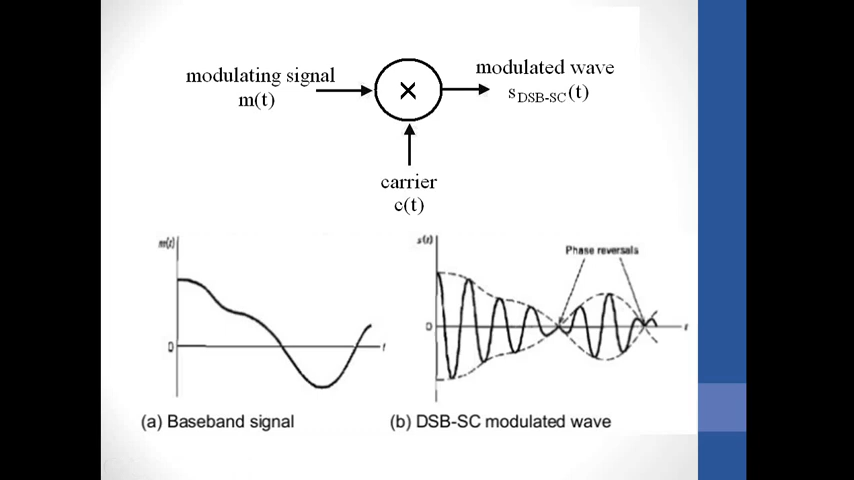 modulating signal
m(t)
×
modulated wave
sDSB-SC(t)
carrier
c(t)
m(t)
0
t
s(t)
Phase reversals
0
t
(a) Baseband signal
(b) DSB-SC modulated wave